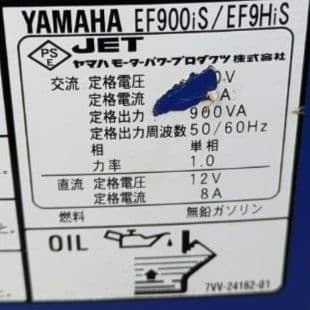 YAMAHA EF900iS/EF9HiS
PS E JET
ヤマハモーターパワープロダクツ株式会社
交流 定格電圧 0V
定格電流 A
定格出力 900VA
定格出力周波数 50/60Hz
相 単相
力率 1.0
直流 定格電圧 12V
定格電流 8A
燃料 無鉛ガソリン
OIL
7VV-24162-01
と。